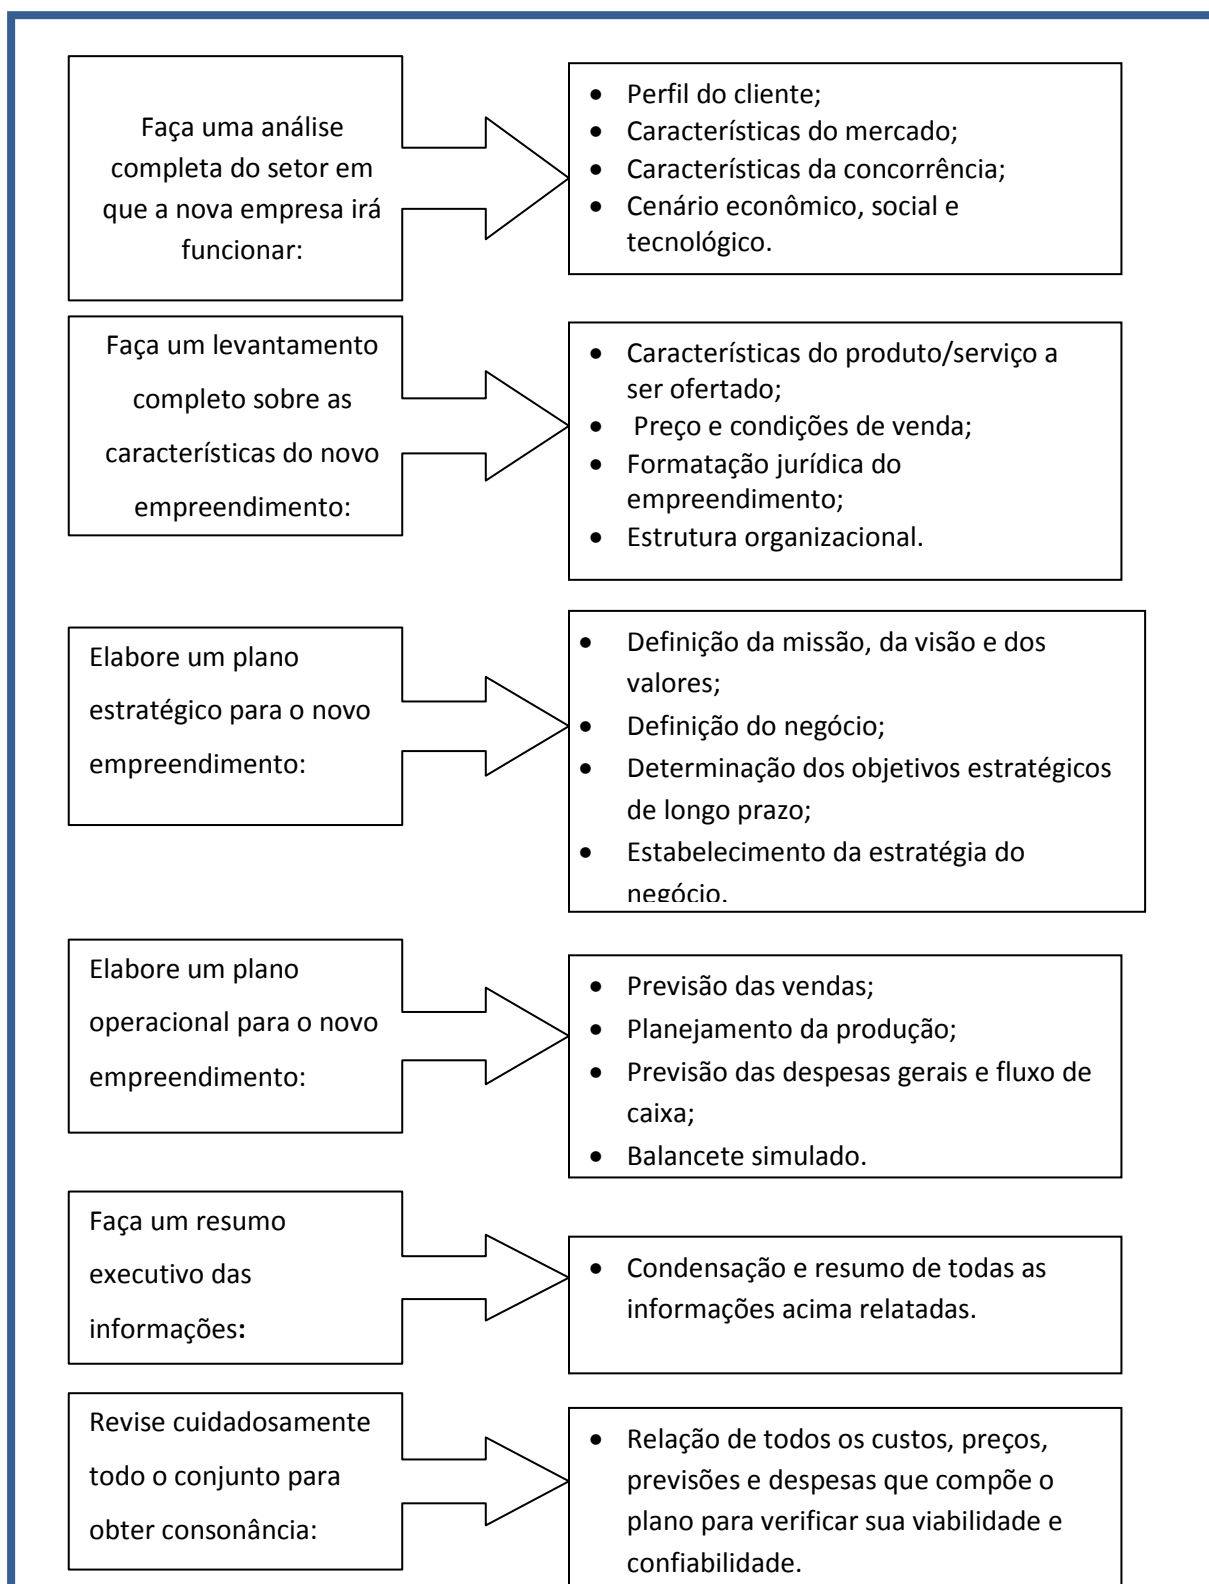 Faça uma análise
completa do setor em
que a nova empresa irá
funcionar:
• Perfil do cliente;
• Características do mercado;
• Características da concorrência;
• Cenário econômico, social e
tecnológico.
Faça um levantamento
completo sobre as
características do novo
empreendimento:
• Características do produto/serviço a
ser ofertado;
• Preço e condições de venda;
• Formatação jurídica do
empreendimento;
• Estrutura organizacional.
Elabore um plano
estratégico para o novo
empreendimento:
• Definição da missão, da visão e dos
valores;
• Definição do negócio;
• Determinação dos objetivos estratégicos
de longo prazo;
• Estabelecimento da estratégia do
negócio.
Elabore um plano
operacional para o novo
empreendimento:
• Previsão das vendas;
• Planejamento da produção;
• Previsão das despesas gerais e fluxo de
caixa;
• Balancete simulado.
Faça um resumo
executivo das
informações:
• Condensação e resumo de todas as
informações acima relatadas.
Revise cuidadosamente
todo o conjunto para
obter consonância:
• Relação de todos os custos, preços,
previsões e despesas que compõe o
plano para verificar sua viabilidade e
confiabilidade.